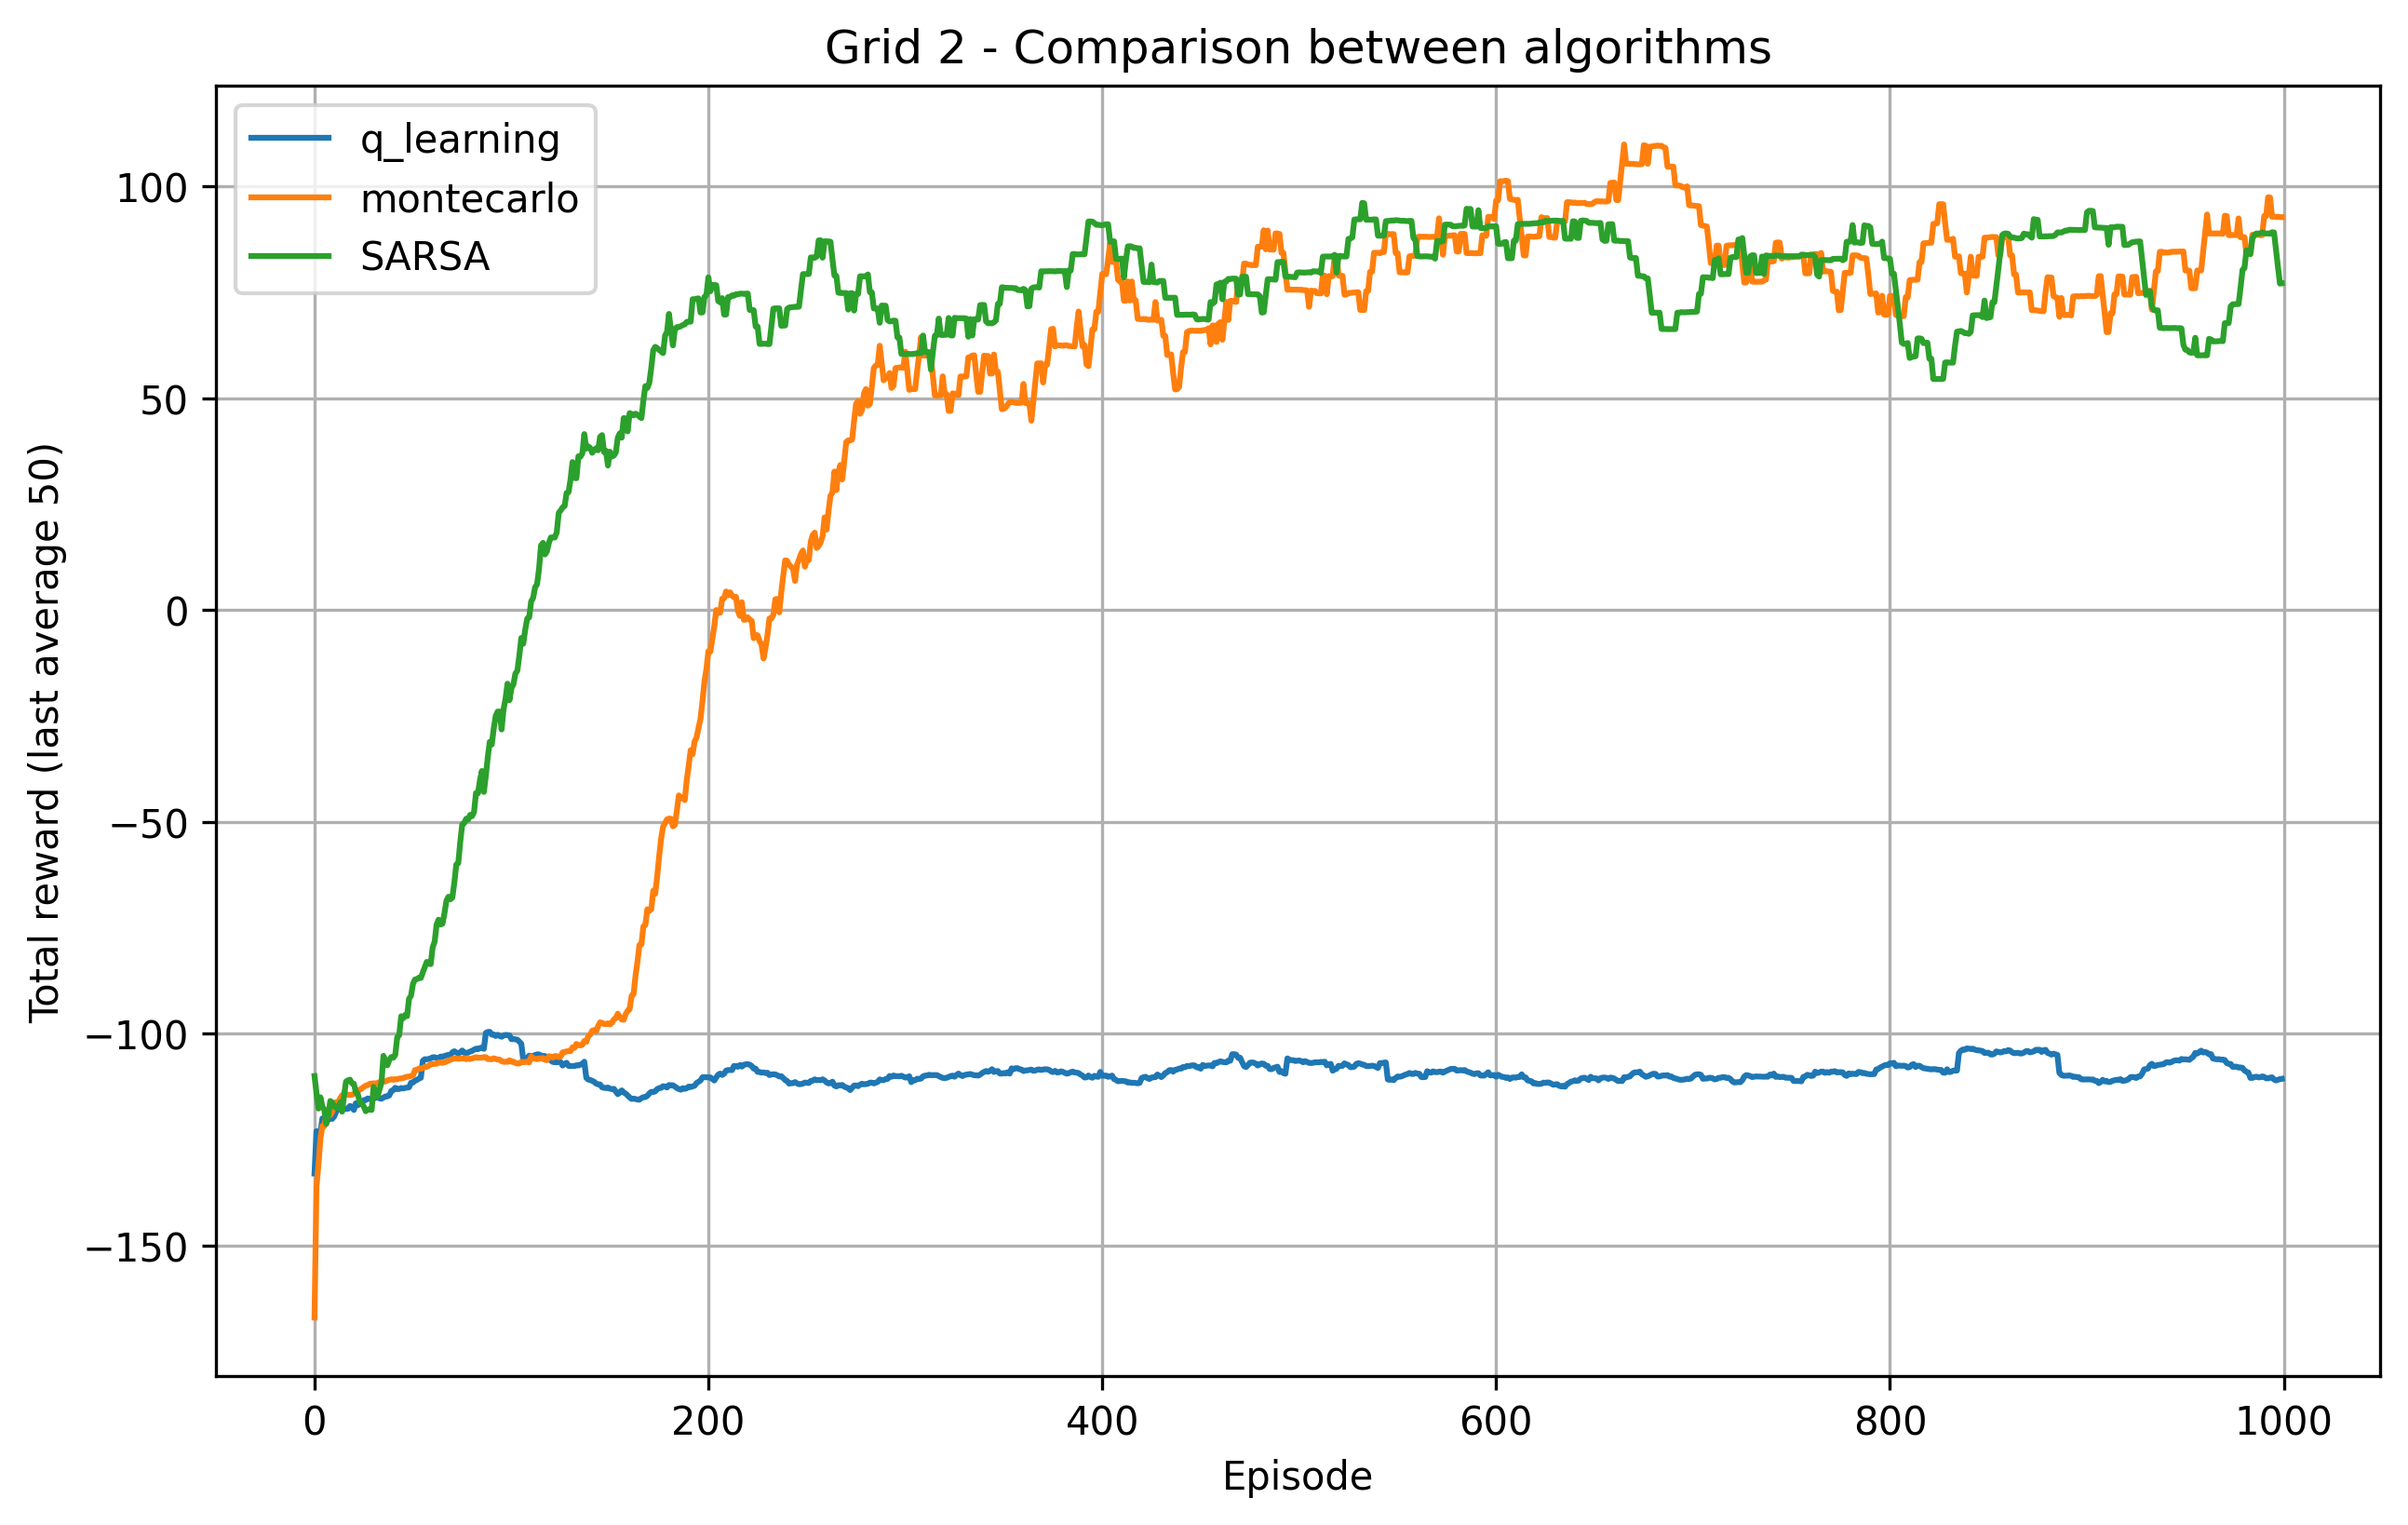 Grid 2 - Comparison between algorithms
q_learning
montecarlo
SARSA
100
50
0
−50
−100
−150
Total reward (last average 50)
0 200 400 600 800 1000
Episode